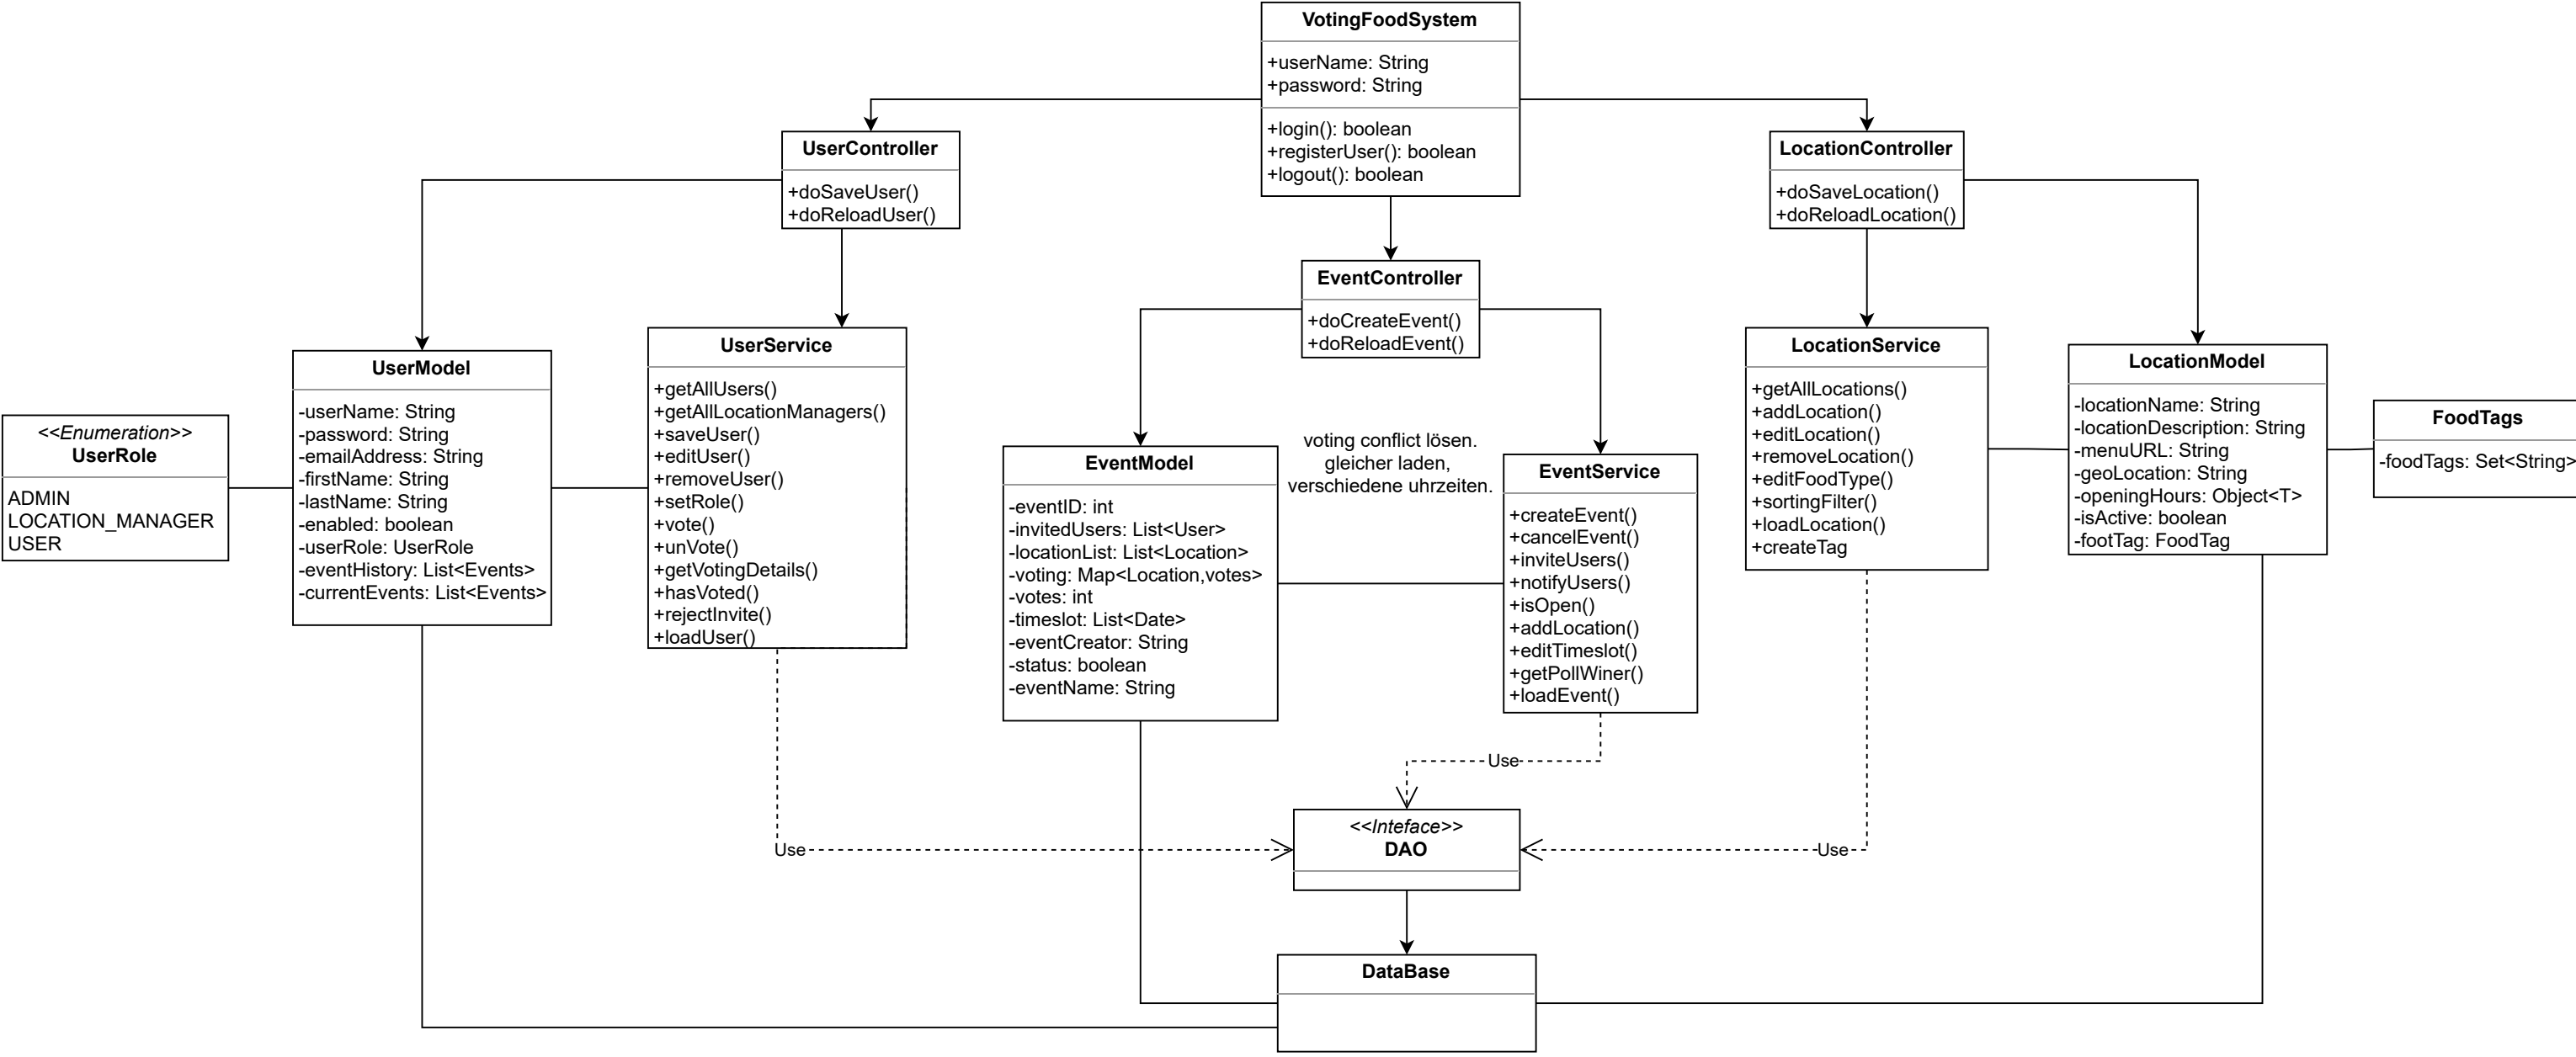 VotingFoodSystem
+userName: String
+password: String
+login(): boolean
+registerUser(): boolean
+logout(): boolean
UserController
+doSaveUser()
+doReloadUser()
LocationController
+doSaveLocation()
+doReloadLocation()
EventController
+doCreateEvent()
+doReloadEvent()
<<Enumeration>>
UserRole
ADMIN
LOCATION_MANAGER
USER
UserModel
-userName: String
-password: String
-emailAddress: String
-firstName: String
-lastName: String
-enabled: boolean
-userRole: UserRole
-eventHistory: List<Events>
-currentEvents: List<Events>
UserService
+getAllUsers()
+getAllLocationManagers()
+saveUser()
+editUser()
+removeUser()
+setRole()
+vote()
+unVote()
+getVotingDetails()
+hasVoted()
+rejectInvite()
+loadUser()
EventModel
-eventID: int
-invitedUsers: List<User>
-locationList: List<Location>
-voting: Map<Location,votes>
-votes: int
-timeslot: List<Date>
-eventCreator: String
-status: boolean
-eventName: String
voting conflict lösen.
gleicher laden,
verschiedene uhrzeiten.
EventService
+createEvent()
+cancelEvent()
+inviteUsers()
+notifyUsers()
+isOpen()
+addLocation()
+editTimeslot()
+getPollWiner()
+loadEvent()
LocationService
+getAllLocations()
+addLocation()
+editLocation()
+removeLocation()
+editFoodType()
+sortingFilter()
+loadLocation()
+createTag
LocationModel
-locationName: String
-locationDescription: String
-menuURL: String
-geoLocation: String
-openingHours: Object<T>
-isActive: boolean
-footTag: FoodTag
FoodTags
-foodTags: Set<String>
Use
Use
Use
<<Inteface>>
DAO
DataBase